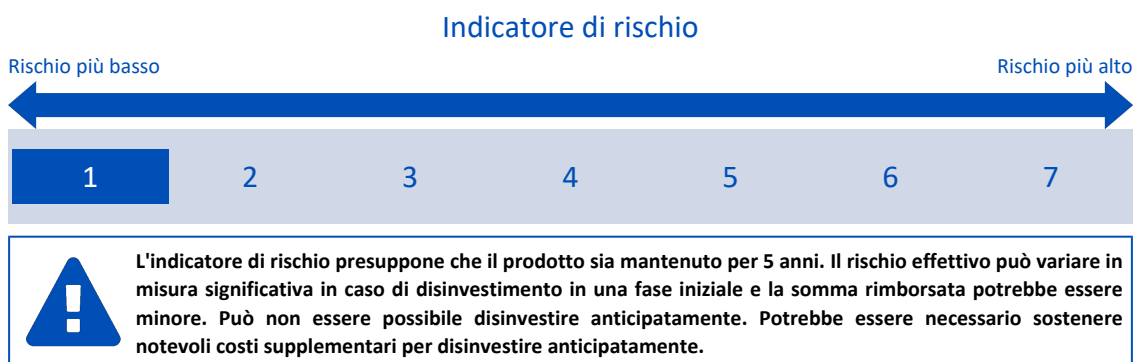 Indicatore di rischio
Rischio più basso Rischio più alto
1 2 3 4 5 6 7
L'indicatore di rischio presuppone che il prodotto sia mantenuto per 5 anni. Il rischio effettivo può variare in
misura significativa in caso di disinvestimento in una fase iniziale e la somma rimborsata potrebbe essere
minore. Può non essere possibile disinvestire anticipatamente. Potrebbe essere necessario sostenere
notevoli costi supplementari per disinvestire anticipatamente.